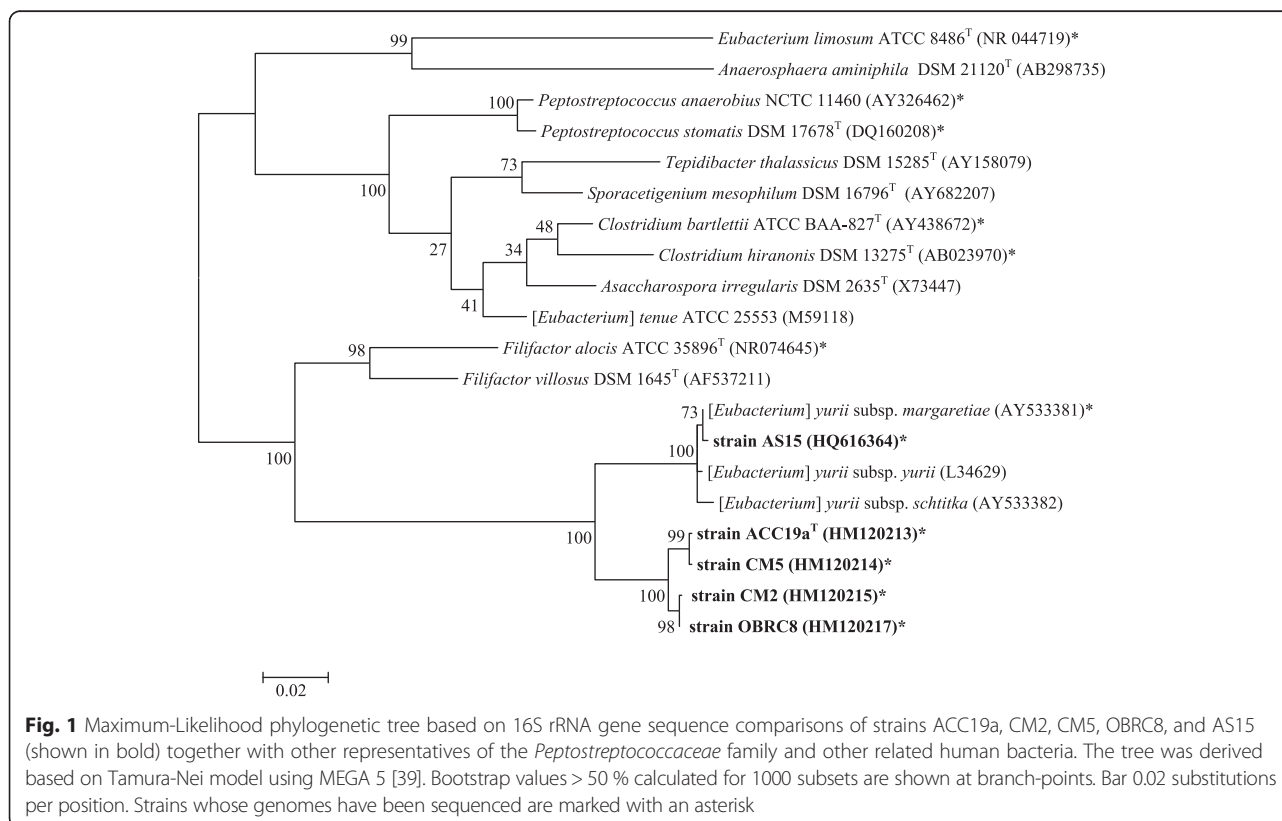 99
Eubacterium limosum ATCC 8486T (NR 044719)*
Anaerosphaera aminiphila DSM 21120T (AB298735)
100
Peptostreptococcus anaerobius NCTC 11460 (AY326462)*
Peptostreptococcus stomatis DSM 17678T (DQ160208)*
100
73
Tepidibacter thalassicus DSM 15285T (AY158079)
Sporacetigenium mesophilum DSM 16796T (AY682207)
27
48
Clostridium bartlettii ATCC BAA-827T (AY438672)*
34
Clostridium hiranonis DSM 13275T (AB023970)*
Asaccharospora irregularis DSM 2635T (X73447)
41
[Eubacterium] tenue ATCC 25553 (M59118)
98
Filifactor alocis ATCC 35896T (NR074645)*
Filifactor villosus DSM 1645T (AF537211)
100
73
[Eubacterium] yurii subsp. margaretiae (AY533381)*
strain AS15 (HQ616364)*
100
[Eubacterium] yurii subsp. yurii (L34629)
[Eubacterium] yurii subsp. schtitka (AY533382)
100
99
strain ACC19aT (HM120213)*
strain CM5 (HM120214)*
100
strain CM2 (HM120215)*
98
strain OBRC8 (HM120217)*
0.02
Fig. 1 Maximum-Likelihood phylogenetic tree based on 16S rRNA gene sequence comparisons of strains ACC19a, CM2, CM5, OBRC8, and AS15
(shown in bold) together with other representatives of the Peptostreptococcaceae family and other related human bacteria. The tree was derived
based on Tamura-Nei model using MEGA 5 [39]. Bootstrap values > 50 % calculated for 1000 subsets are shown at branch-points. Bar 0.02 substitutions
per position. Strains whose genomes have been sequenced are marked with an asterisk